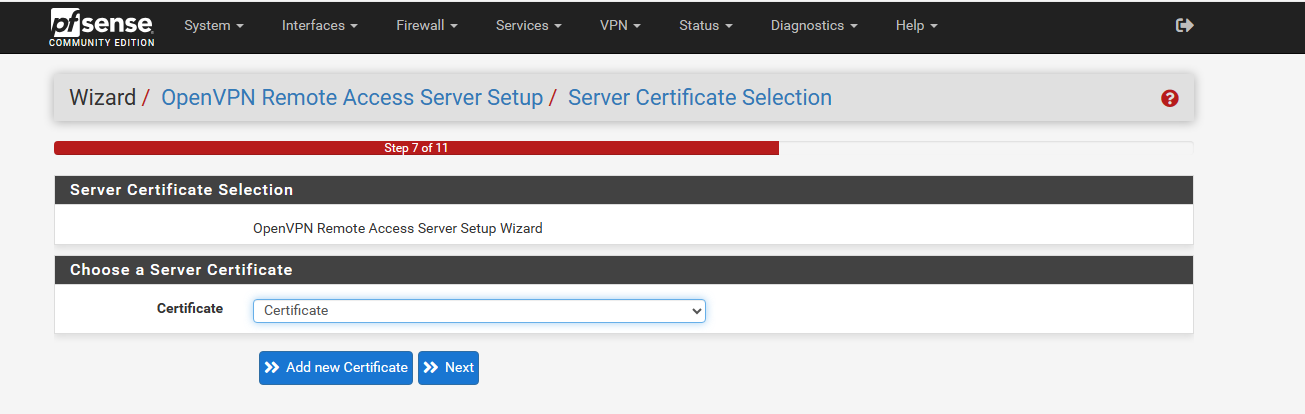 pfsense
COMMUNITY EDITION
System Interfaces Firewall Services VPN Status Diagnostics Help
Wizard / OpenVPN Remote Access Server Setup / Server Certificate Selection
Step 7 of 11
Server Certificate Selection
OpenVPN Remote Access Server Setup Wizard
Choose a Server Certificate
Certificate Certificate
Add new Certificate Next